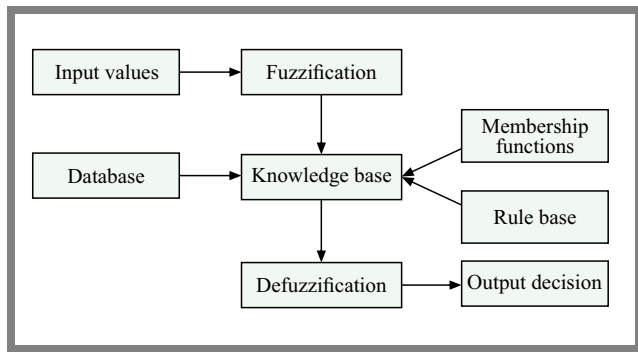 Input values
Fuzzification
Membership
functions
Database
Knowledge base
Rule base
Defuzzification
Output decision